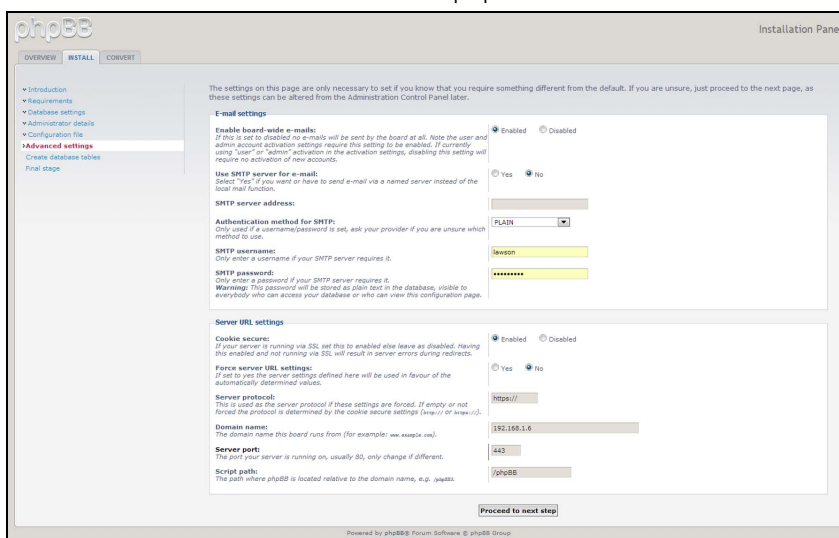 phpBB
Installation Pane
OVERVIEW INSTALL CONVERT
Introduction
Requirements
Database settings
Administrator details
Configuration file
Advanced settings
Create database tables
Final stage
The settings on this page are only necessary to set if you know that you require something different from the default. If you are unsure, just proceed to the next page, as
these settings can be altered from the Administration Control Panel later.
E-mail settings
Enable board-wide e-mails:
If this is set to disabled no e-mails will be sent by the board at all. Note the user and
admin account activation settings require this setting to be enabled. If currently
using "user" or "admin" activation in the activation settings, disabling this setting will
require no activation of new accounts.
Enabled Disabled
Use SMTP server for e-mail:
Select "Yes" if you want or have to send e-mail via a named server instead of the
local mail function.
Yes No
SMTP server address:
Authentication method for SMTP:
Only used if a username/password is set, ask your provider if you are unsure which
method to use.
PLAIN
SMTP username:
Only enter a username if your SMTP server requires it.
lawson
SMTP password:
Only enter a password if your SMTP server requires it.
Warning: This password will be stored as plain text in the database, visible to
everybody who can access your database or who can view this configuration page.
•••••••••
Server URL settings
Cookie secure:
If your server is running via SSL set this to enabled else leave as disabled. Having
this enabled and not running via SSL will result in server errors during redirects.
Enabled Disabled
Force server URL settings:
If set to yes the server settings defined here will be used in favour of the
automatically determined values.
Yes No
Server protocol:
This is used as the server protocol if these settings are forced. If empty or not
forced the protocol is determined by the cookie secure settings (http:// or https://).
https://
Domain name:
The domain name this board runs from (for example: www.example.com).
192.168.1.6
Server port:
The port your server is running on, usually 80, only change if different.
443
Script path:
The path where phpBB is located relative to the domain name, e.g. /phpBB3.
/phpBB
Proceed to next step
Powered by phpBB® Forum Software © phpBB Group